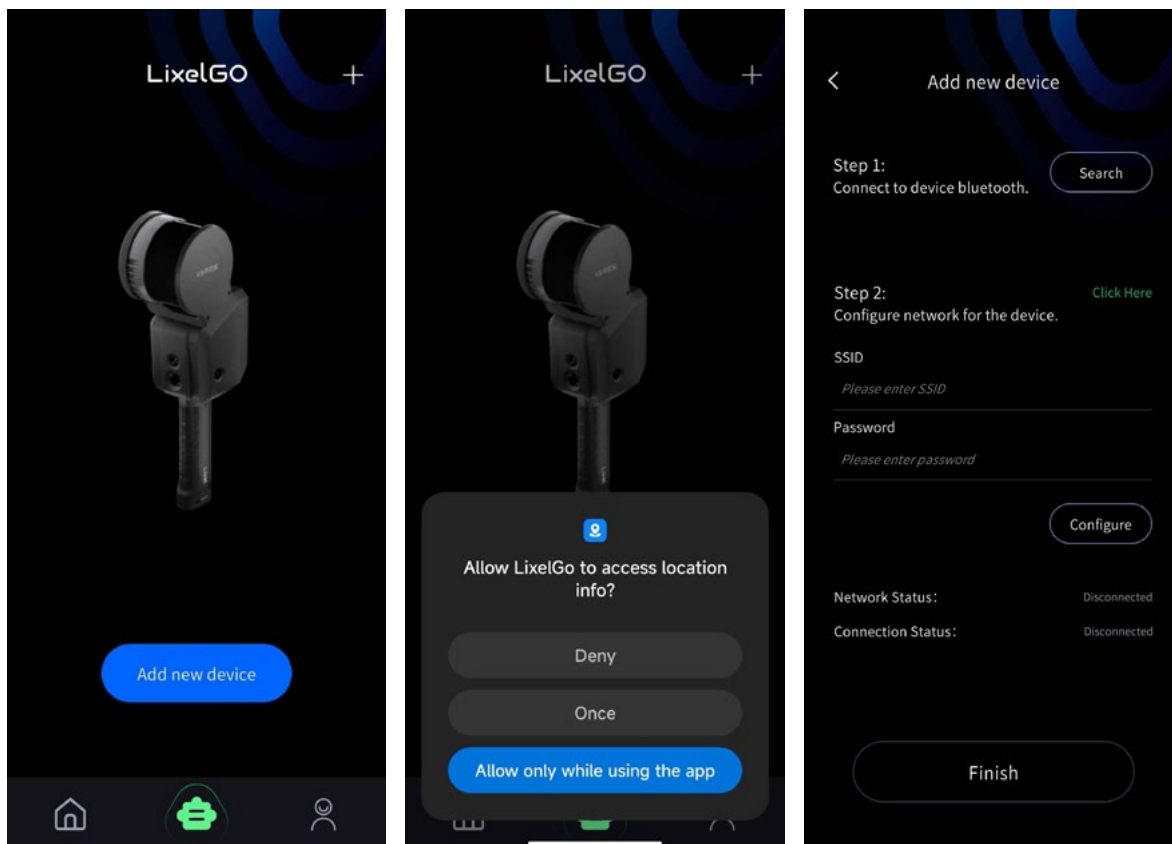 LixelGO
Add new device
LixelGO
Allow LixelGo to access location
info?
Deny
Once
Allow only while using the app
Add new device
Step 1:
Connect to device bluetooth.
Search
Step 2:
Click Here
Configure network for the device.
SSID
Please enter SSID
Password
Please enter password
Configure
Network Status:
Disconnected
Connection Status:
Disconnected
Finish